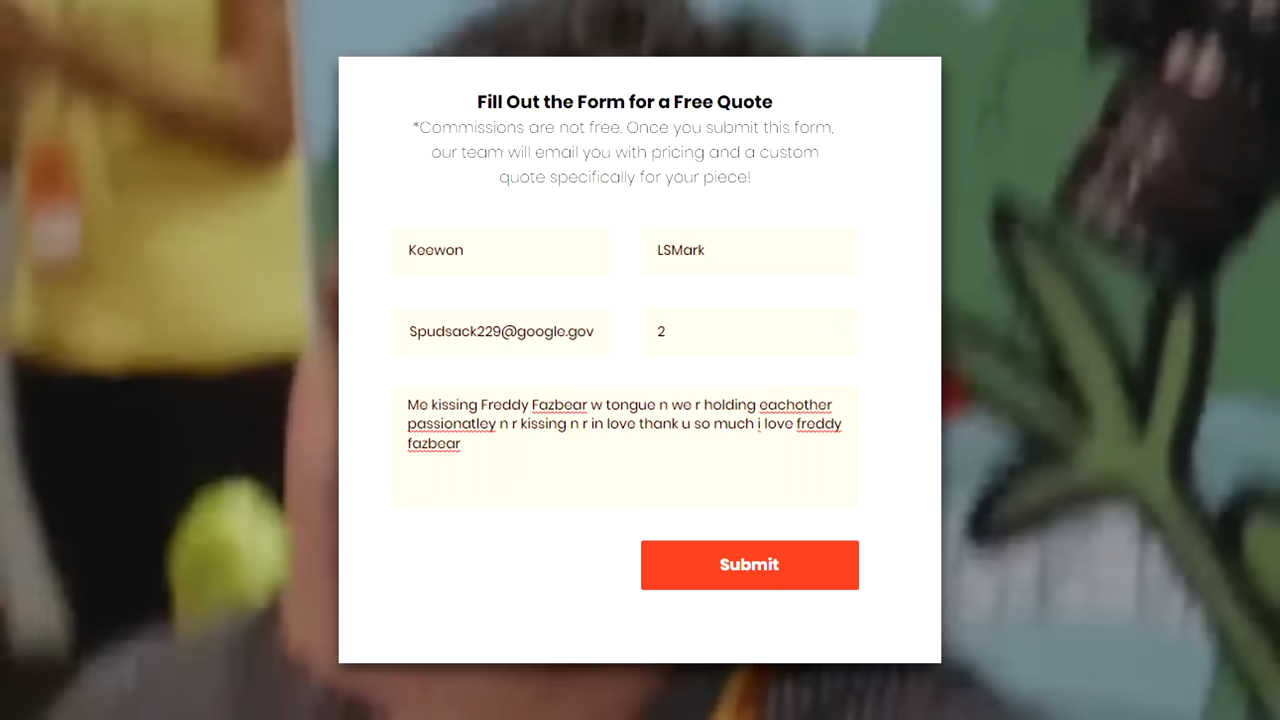 Fill Out the Form for a Free Quote
*Commissions are not free. Once you submit this form,
our team will email you with pricing and a custom
quote specifically for your piece!
Keewon
LSMark
Spudsack229@google.gov
2
Me kissing Freddy Fazbear w tongue n we r holding eachother
passionatley n r kissing n r in love thank u so much i love freddy
fazbear
Submit